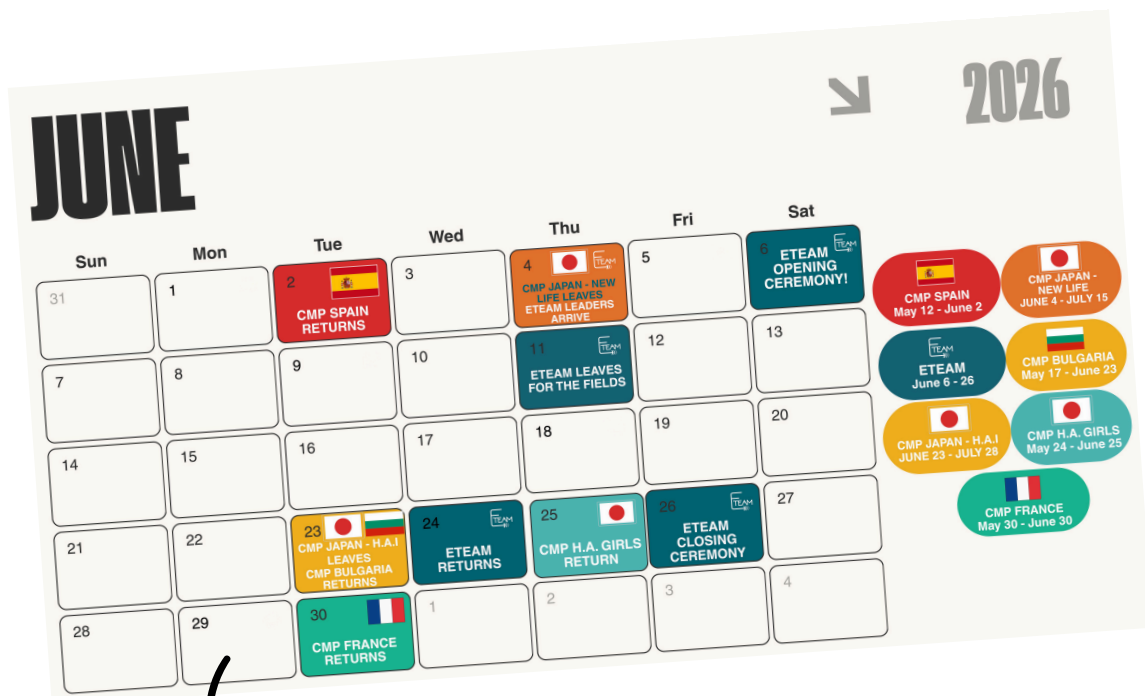 JUNE
2026
Sun Mon Tue Wed Thu Fri Sat
31 1 2 3 4 5 6
CMP SPAIN
RETURNS
ETEAM
CMP JAPAN - NEW
LIFE LEAVES
ETEAM LEADERS
ARRIVE
ETEAM
ETEAM
OPENING
CEREMONY!
7 8 9 10 11 12 13
ETEAM
ETEAM LEAVES
FOR THE FIELDS
14 15 16 17 18 19 20
21 22 23 24 25 26 27
CMP JAPAN - H.A.I
LEAVES
CMP BULGARIA
RETURNS
ETEAM
ETEAM
RETURNS
CMP H.A. GIRLS
RETURN
ETEAM
ETEAM
CLOSING
CEREMONY
28 29 30 1 2 3 4
CMP FRANCE
RETURNS
CMP SPAIN
May 12 - June 2
CMP JAPAN -
NEW LIFE
JUNE 4 - JULY 15
ETEAM
ETEAM
June 6 - 26
CMP BULGARIA
May 17 - June 23
CMP JAPAN - H.A.I
JUNE 23 - JULY 28
CMP H.A. GIRLS
May 24 - June 25
CMP FRANCE
May 30 - June 30